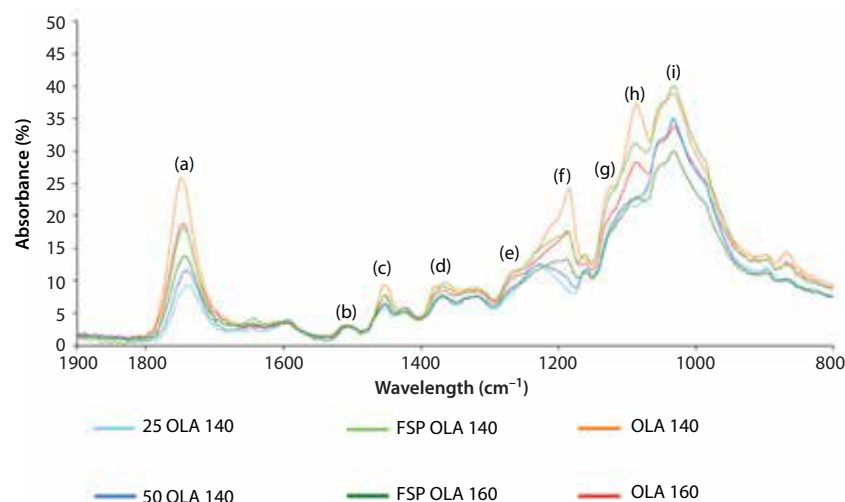 50
45
40
35
30
25
20
15
10
5
0
Absorbance (%)
(a)
(b)
(c)
(d)
(e)
(f)
(g)
(h)
(i)
1900 1800 1600 1400 1200 1000 800
Wavelength (cm⁻¹)
25 OLA 140 FSP OLA 140 OLA 140
50 OLA 140 FSP OLA 160 OLA 160